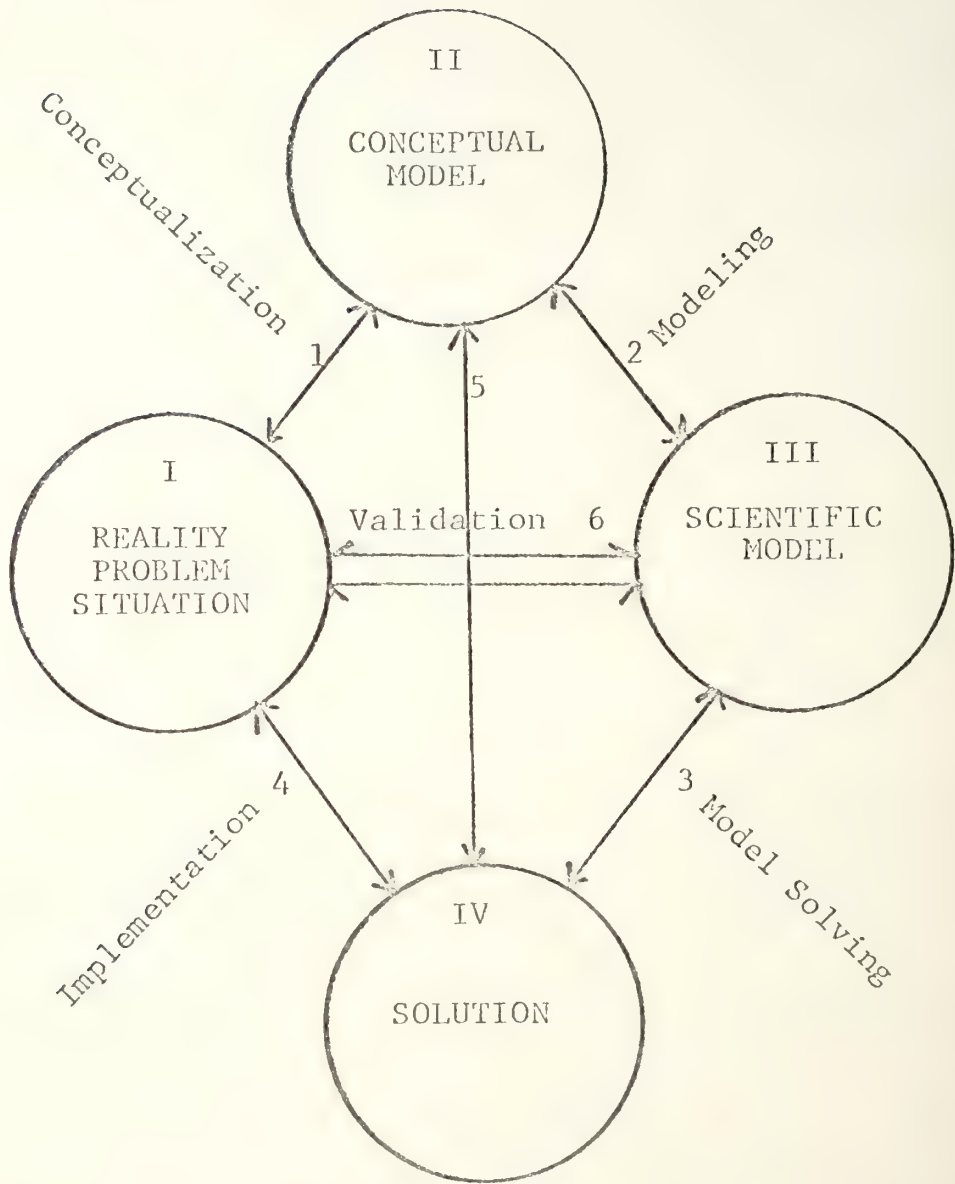 II
CONCEPTUAL
MODEL
Conceptualization
1
2 Modeling
5
I
REALITY
PROBLEM
SITUATION
Validation 6
III
SCIENTIFIC
MODEL
4
Implementation
3 Model Solving
IV
SOLUTION